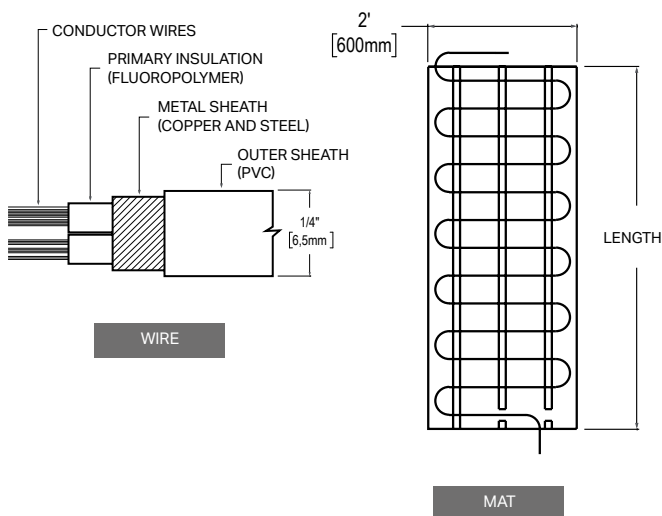 CONDUCTOR WIRES
PRIMARY INSULATION
(FLUOROPOLYMER)
METAL SHEATH
(COPPER AND STEEL)
OUTER SHEATH
(PVC)
1/4"
[6,5mm]
WIRE
2'
[600mm]
LENGTH
MAT